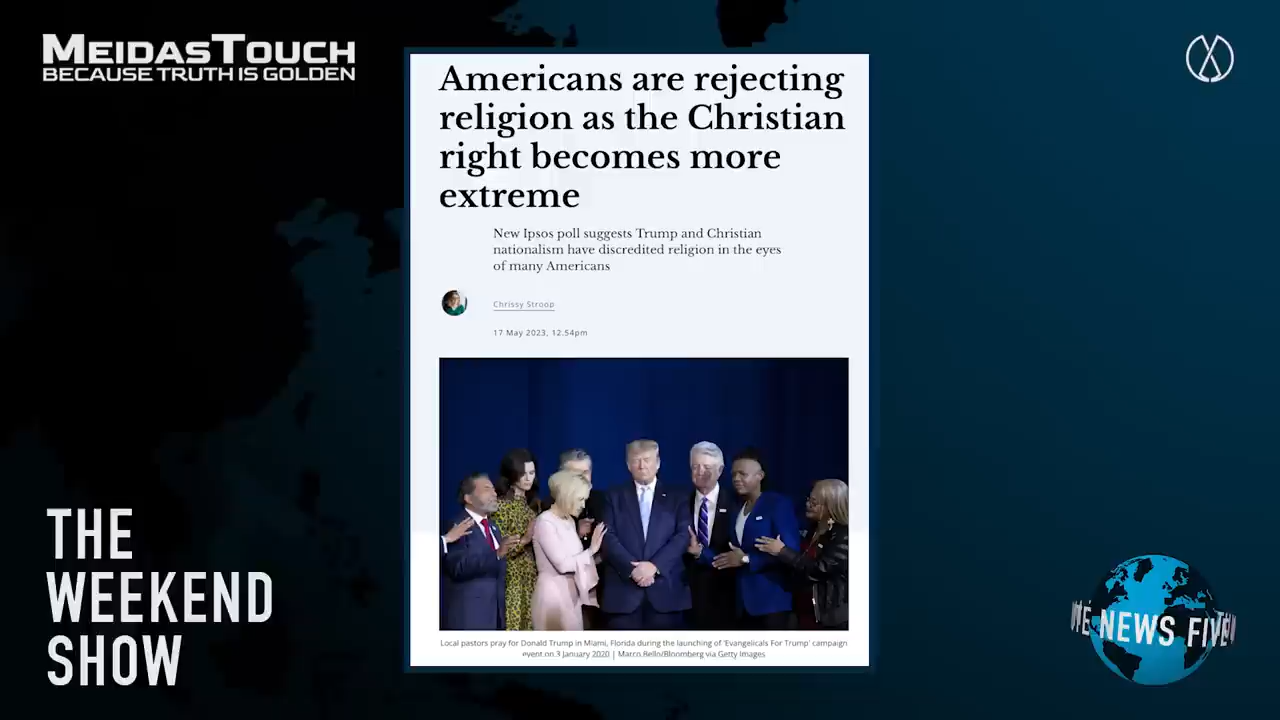 MEIDASTOUCH
BECAUSE TRUTH IS GOLDEN
Americans are rejecting
religion as the Christian
right becomes more
extreme
New Ipsos poll suggests Trump and Christian
nationalism have discredited religion in the eyes
of many Americans
Chrissy Stroop
17 May 2023, 12.54pm
Local pastors pray for Donald Trump in Miami, Florida during the launching of 'Evangelicals For Trump' campaign
event on 3 January 2020 | Marco Bello/Bloomberg via Getty Images
THE
WEEKEND
SHOW
NEWS FIVE